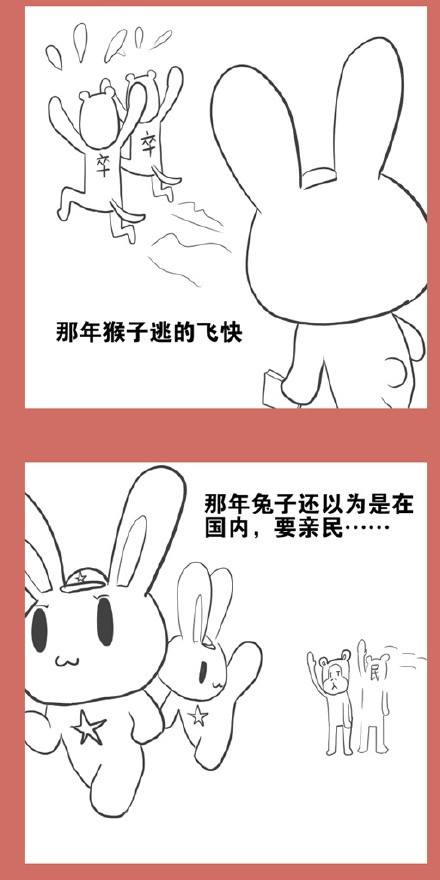 卒
卒
那年猴子逃的飞快
那年兔子还以为是在
国内，要亲民……
人
民